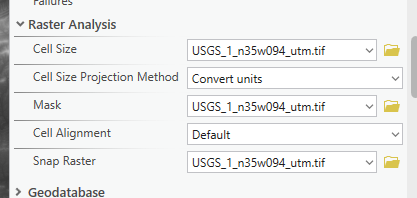 Failures
Raster Analysis
Cell Size USGS_1_n35w094_utm.tif
Cell Size Projection Method Convert units
Mask USGS_1_n35w094_utm.tif
Cell Alignment Default
Snap Raster USGS_1_n35w094_utm.tif
Geodatabase